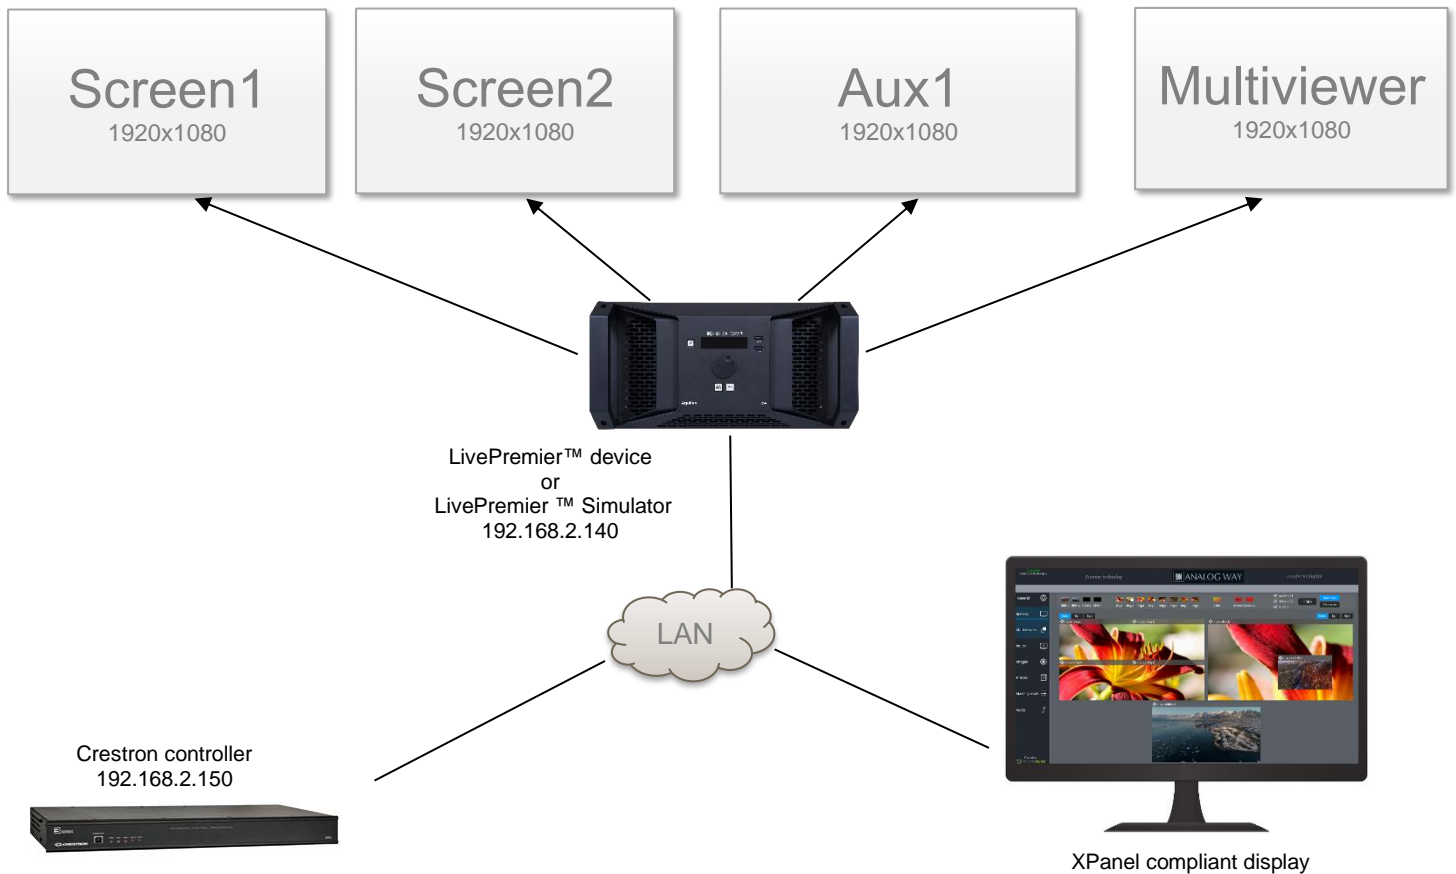 Screen1
1920x1080
Screen2
1920x1080
Aux1
1920x1080
Multiviewer
1920x1080
LivePremier™ device
or
LivePremier ™ Simulator
192.168.2.140
LAN
ANALOG WAY
Crestron controller
192.168.2.150
CRESTRON
XPanel compliant display